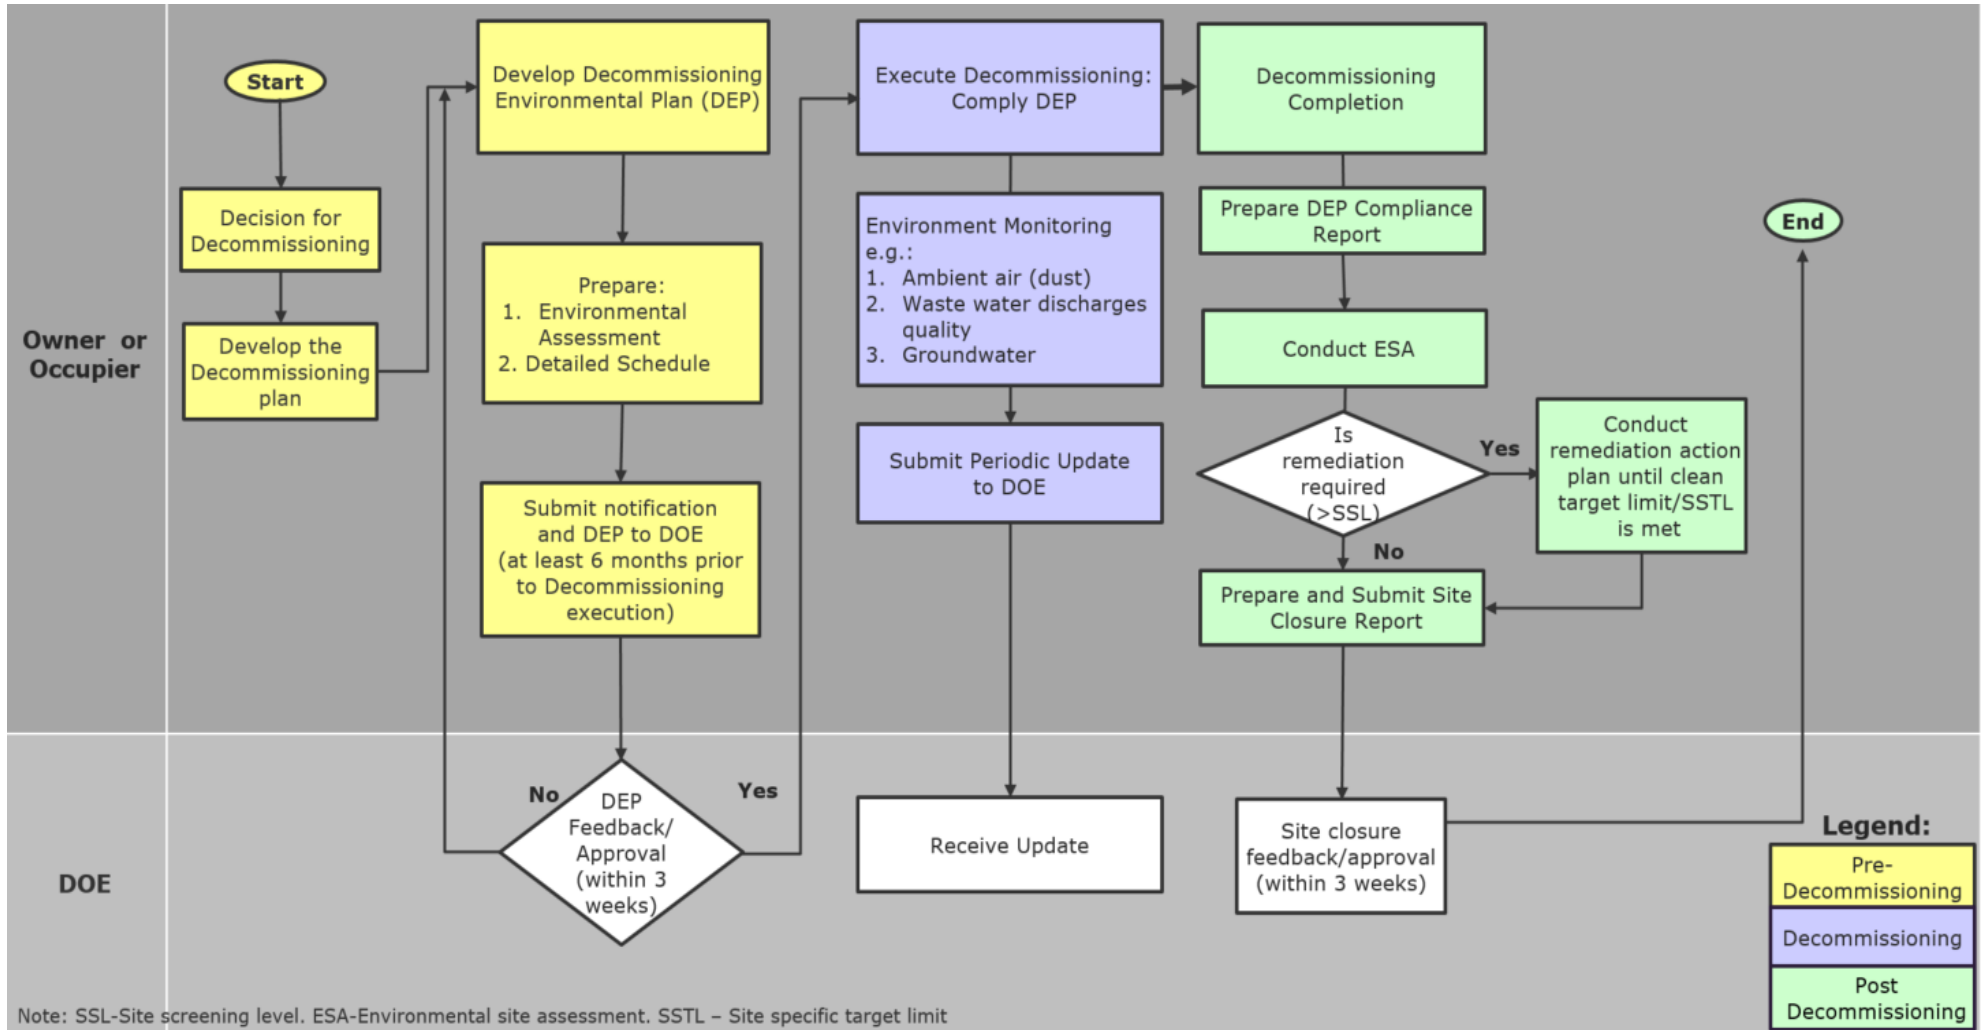 Start
Decision for
Decommissioning
Develop the
Decommissioning
plan
Develop Decommissioning
Environmental Plan (DEP)
Prepare:
1. Environmental
Assessment
2. Detailed Schedule
Submit notification
and DEP to DOE
(at least 6 months prior
to Decommissioning
execution)
Execute Decommissioning:
Comply DEP
Environment Monitoring
e.g.:
1. Ambient air (dust)
2. Waste water discharges
quality
3. Groundwater
Submit Periodic Update
to DOE
Decommissioning
Completion
Prepare DEP Compliance
Report
Conduct ESA
Is
remediation
required
(>SSL)
Yes
No
Conduct
remediation action
plan until clean
target limit/SSTL
is met
Prepare and Submit Site
Closure Report
End
Owner or
Occupier
DOE
No
DEP
Feedback/
Approval
(within 3
weeks)
Yes
Receive Update
Site closure
feedback/approval
(within 3 weeks)
Legend:
Pre-
Decommissioning
Decommissioning
Post
Decommissioning
Note: SSL-Site screening level. ESA-Environmental site assessment. SSTL – Site specific target limit